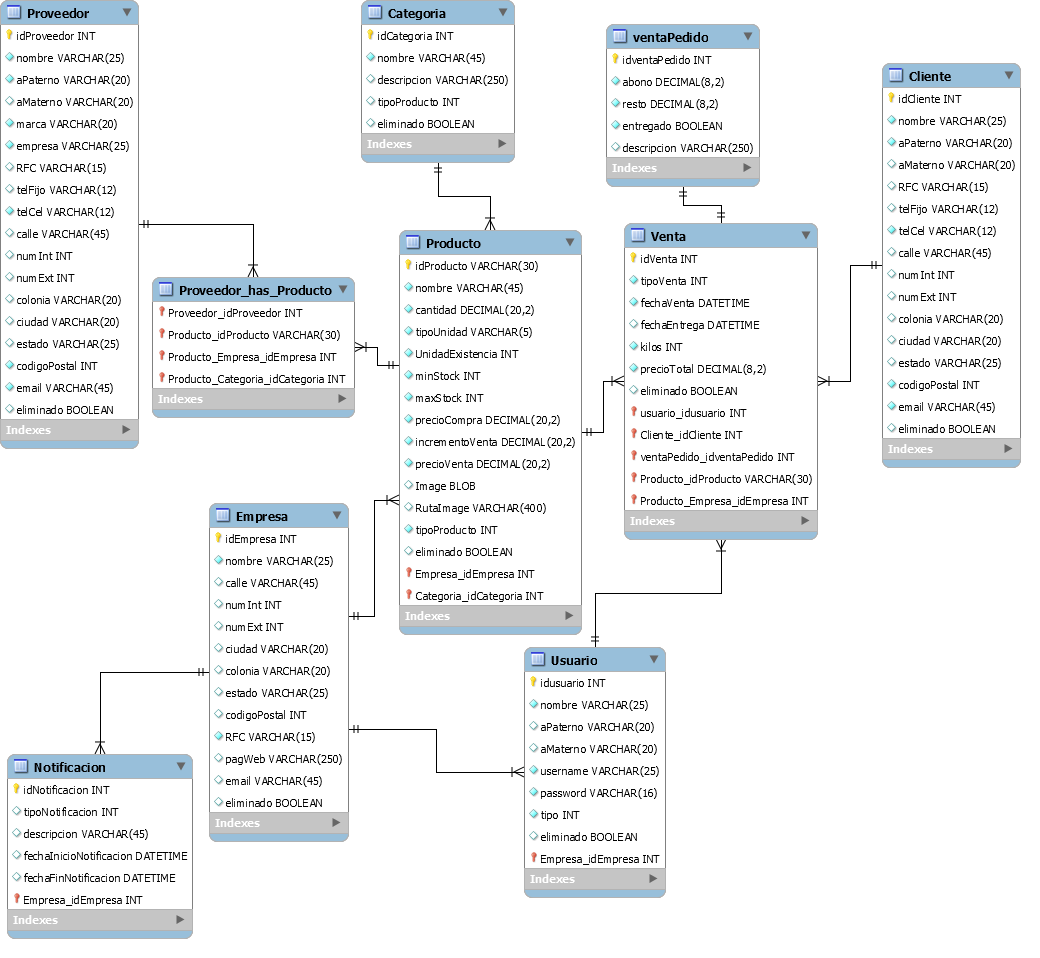 Proveedor
idProveedor INT
nombre VARCHAR(25)
aPaterno VARCHAR(20)
aMaterno VARCHAR(20)
marca VARCHAR(20)
empresa VARCHAR(25)
RFC VARCHAR(15)
telFijo VARCHAR(12)
telCel VARCHAR(12)
calle VARCHAR(45)
numInt INT
numExt INT
colonia VARCHAR(20)
ciudad VARCHAR(20)
estado VARCHAR(25)
codigoPostal INT
email VARCHAR(45)
eliminado BOOLEAN
Indexes
Categoria
idCategoria INT
nombre VARCHAR(45)
descripcion VARCHAR(250)
tipoProducto INT
eliminado BOOLEAN
Indexes
ventaPedido
idventaPedido INT
abono DECIMAL(8,2)
resto DECIMAL(8,2)
entregado BOOLEAN
descripcion VARCHAR(250)
Indexes
Cliente
idCliente INT
nombre VARCHAR(25)
aPaterno VARCHAR(20)
aMaterno VARCHAR(20)
RFC VARCHAR(15)
telFijo VARCHAR(12)
telCel VARCHAR(12)
calle VARCHAR(45)
numInt INT
numExt INT
colonia VARCHAR(20)
ciudad VARCHAR(20)
estado VARCHAR(25)
codigoPostal INT
email VARCHAR(45)
eliminado BOOLEAN
Indexes
Proveedor_has_Producto
Proveedor_idProveedor INT
Producto_idProducto VARCHAR(30)
Producto_Empresa_idEmpresa INT
Producto_Categoria_idCategoria INT
Indexes
Producto
idProducto VARCHAR(30)
nombre VARCHAR(45)
cantidad DECIMAL(20,2)
tipoUnidad VARCHAR(5)
UnidadExistencia INT
minStock INT
maxStock INT
precioCompra DECIMAL(20,2)
incrementoVenta DECIMAL(20,2)
precioVenta DECIMAL(20,2)
Image BLOB
RutaImage VARCHAR(400)
tipoProducto INT
eliminado BOOLEAN
Empresa_idEmpresa INT
Categoria_idCategoria INT
Indexes
Venta
idVenta INT
tipoVenta INT
fechaVenta DATETIME
fechaEntrega DATETIME
kilos INT
precioTotal DECIMAL(8,2)
eliminado BOOLEAN
usuario_idusuario INT
Cliente_idCliente INT
ventaPedido_idventaPedido INT
Producto_idProducto VARCHAR(30)
Producto_Empresa_idEmpresa INT
Indexes
Empresa
idEmpresa INT
nombre VARCHAR(25)
calle VARCHAR(45)
numInt INT
numExt INT
ciudad VARCHAR(20)
colonia VARCHAR(20)
estado VARCHAR(25)
codigoPostal INT
RFC VARCHAR(15)
pagWeb VARCHAR(250)
email VARCHAR(45)
eliminado BOOLEAN
Indexes
Usuario
idusuario INT
nombre VARCHAR(25)
aPaterno VARCHAR(20)
aMaterno VARCHAR(20)
username VARCHAR(25)
password VARCHAR(16)
tipo INT
eliminado BOOLEAN
Empresa_idEmpresa INT
Indexes
Notificacion
idNotificacion INT
tipoNotificacion INT
descripcion VARCHAR(45)
fechaInicioNotificacion DATETIME
fechaFinNotificacion DATETIME
Empresa_idEmpresa INT
Indexes